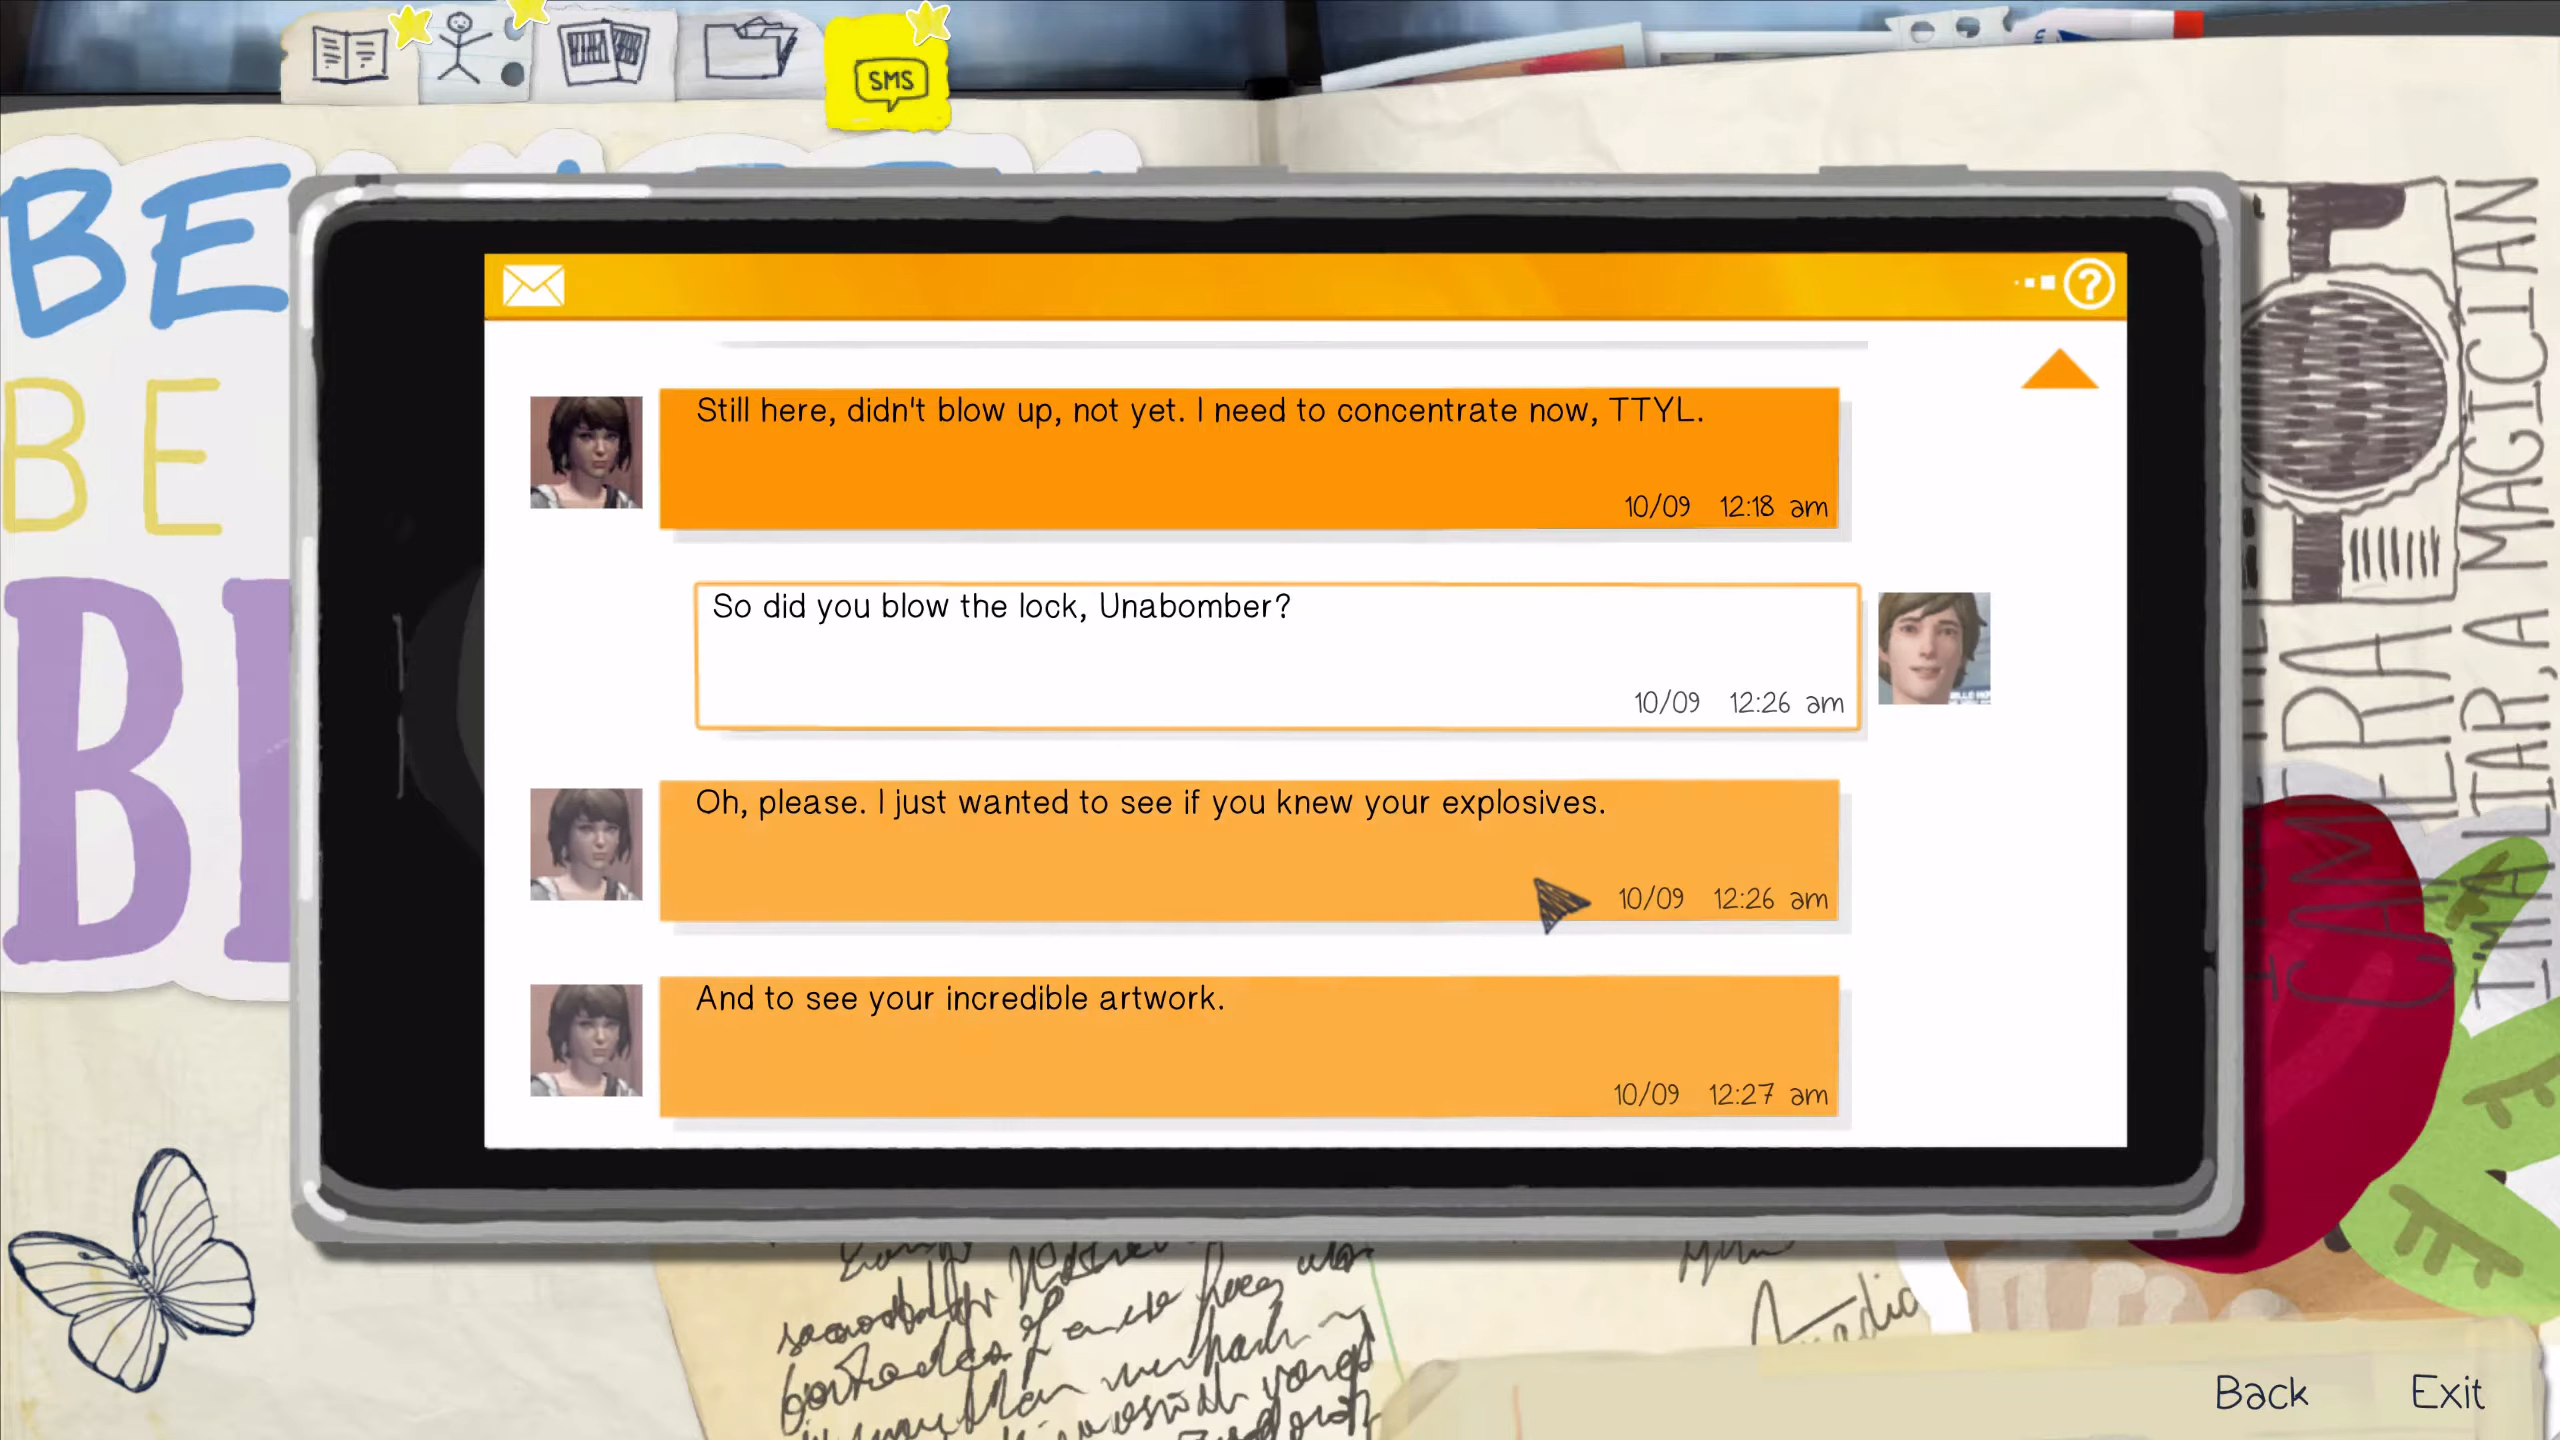 SMS
BE
BE
Still here, didn't blow up, not yet. I need to concentrate now, TTYL.
10/09 12:18 am
So did you blow the lock, Unabomber?
10/09 12:26 am
Oh, please. I just wanted to see if you knew your explosives.
10/09 12:26 am
And to see your incredible artwork.
10/09 12:27 am
CAMERA
I'M A LIAR, A MAGICIAN
Back Exit